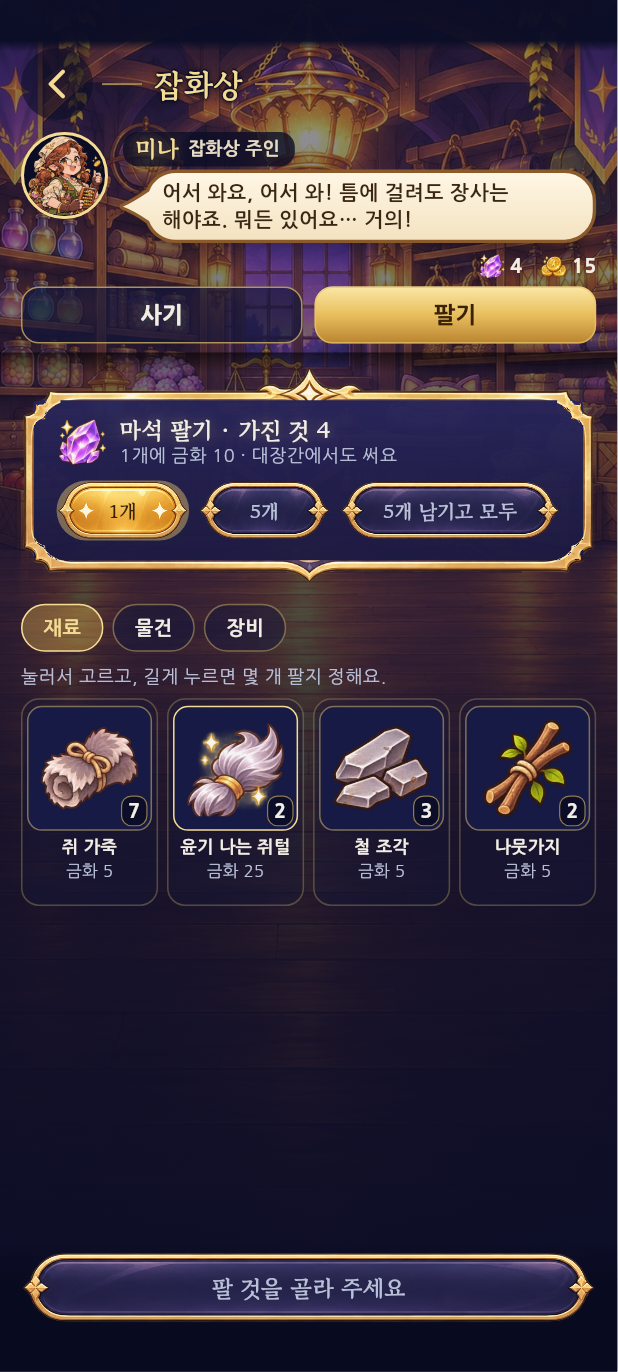 잡화상
미나 잡화상 주인
어서 와요, 어서 와! 틈에 걸려도 장사는
해야죠. 뭐든 있어요… 거의!
4 15
사기 팔기
마석 팔기 · 가진 것 4
1개에 금화 10 · 대장간에서도 써요
1개 5개 5개 남기고 모두
재료 물건 장비
눌러서 고르고, 길게 누르면 몇 개 팔지 정해요.
7 2 3 2
쥐 가죽 윤기 나는 쥐털 철 조각 나뭇가지
금화 5 금화 25 금화 5 금화 5
팔 것을 골라 주세요